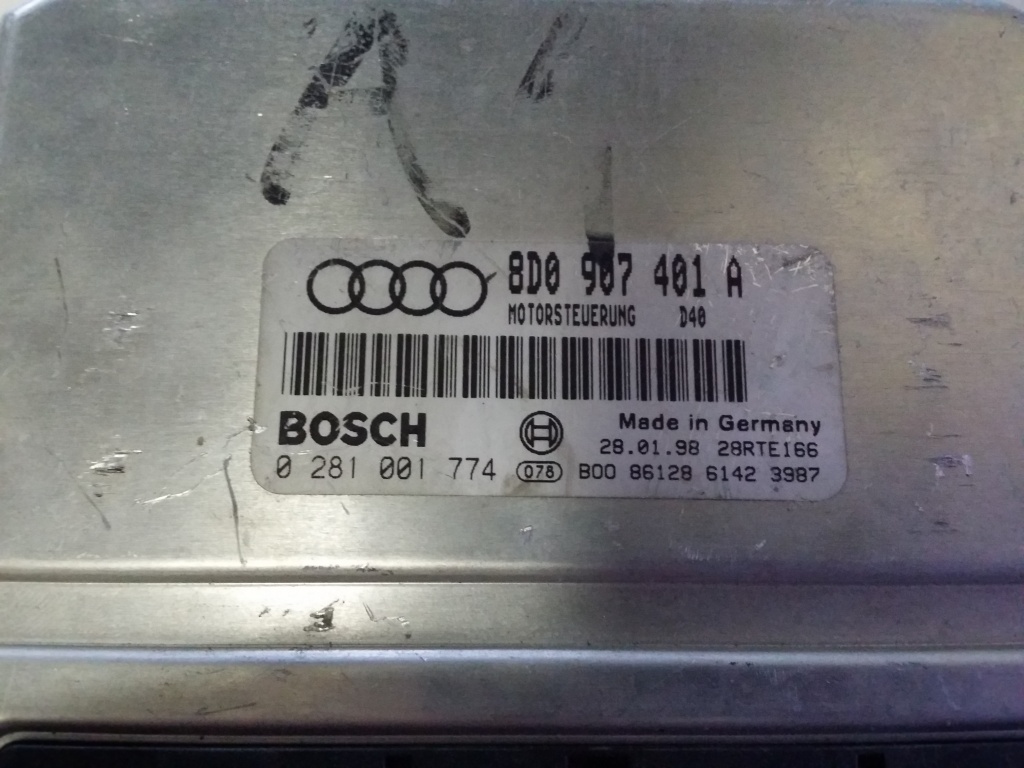 A
8D0 907 401 A
MOTORSTEUERUNG D40
BOSCH
Made in Germany
28.01.98 28RTE166
0 281 001 774 078 B00 86128 6142 3987